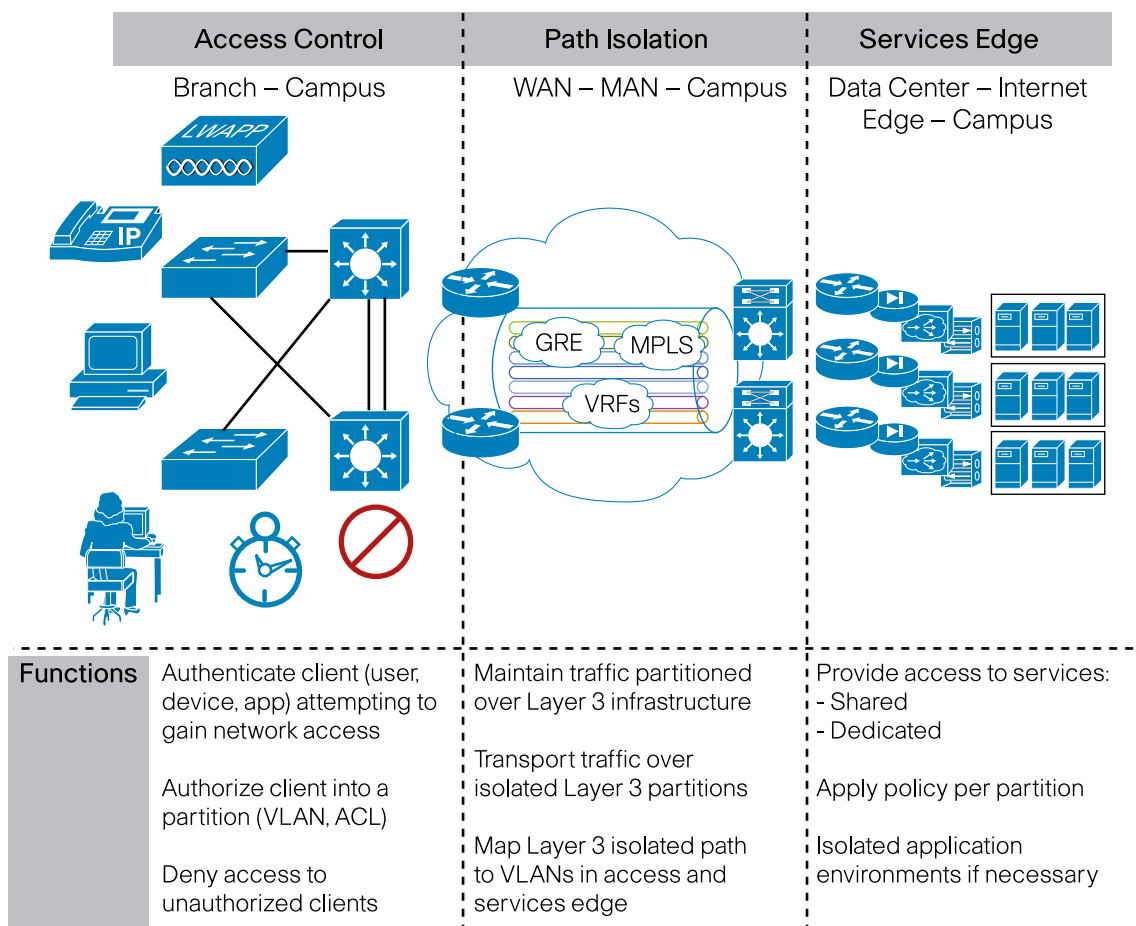 Access Control
Path Isolation
Services Edge
Branch – Campus
WAN – MAN – Campus
Data Center – Internet
Edge – Campus
LWAPP
IP
GRE
MPLS
VRFs
Functions
Authenticate client (user,
device, app) attempting to
gain network access
Authorize client into a
partition (VLAN, ACL)
Deny access to
unauthorized clients
Maintain traffic partitioned
over Layer 3 infrastructure
Transport traffic over
isolated Layer 3 partitions
Map Layer 3 isolated path
to VLANs in access and
services edge
Provide access to services:
- Shared
- Dedicated
Apply policy per partition
Isolated application
environments if necessary